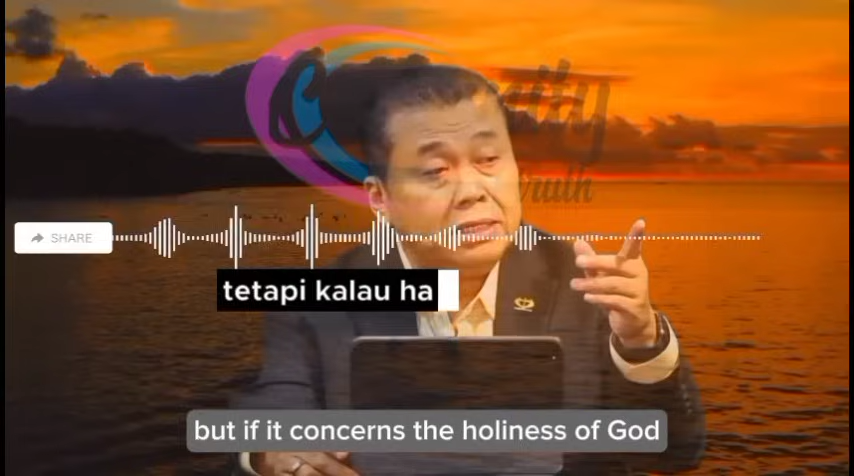 SHARE
tetapi kalau ha
but if it concerns the holiness of God